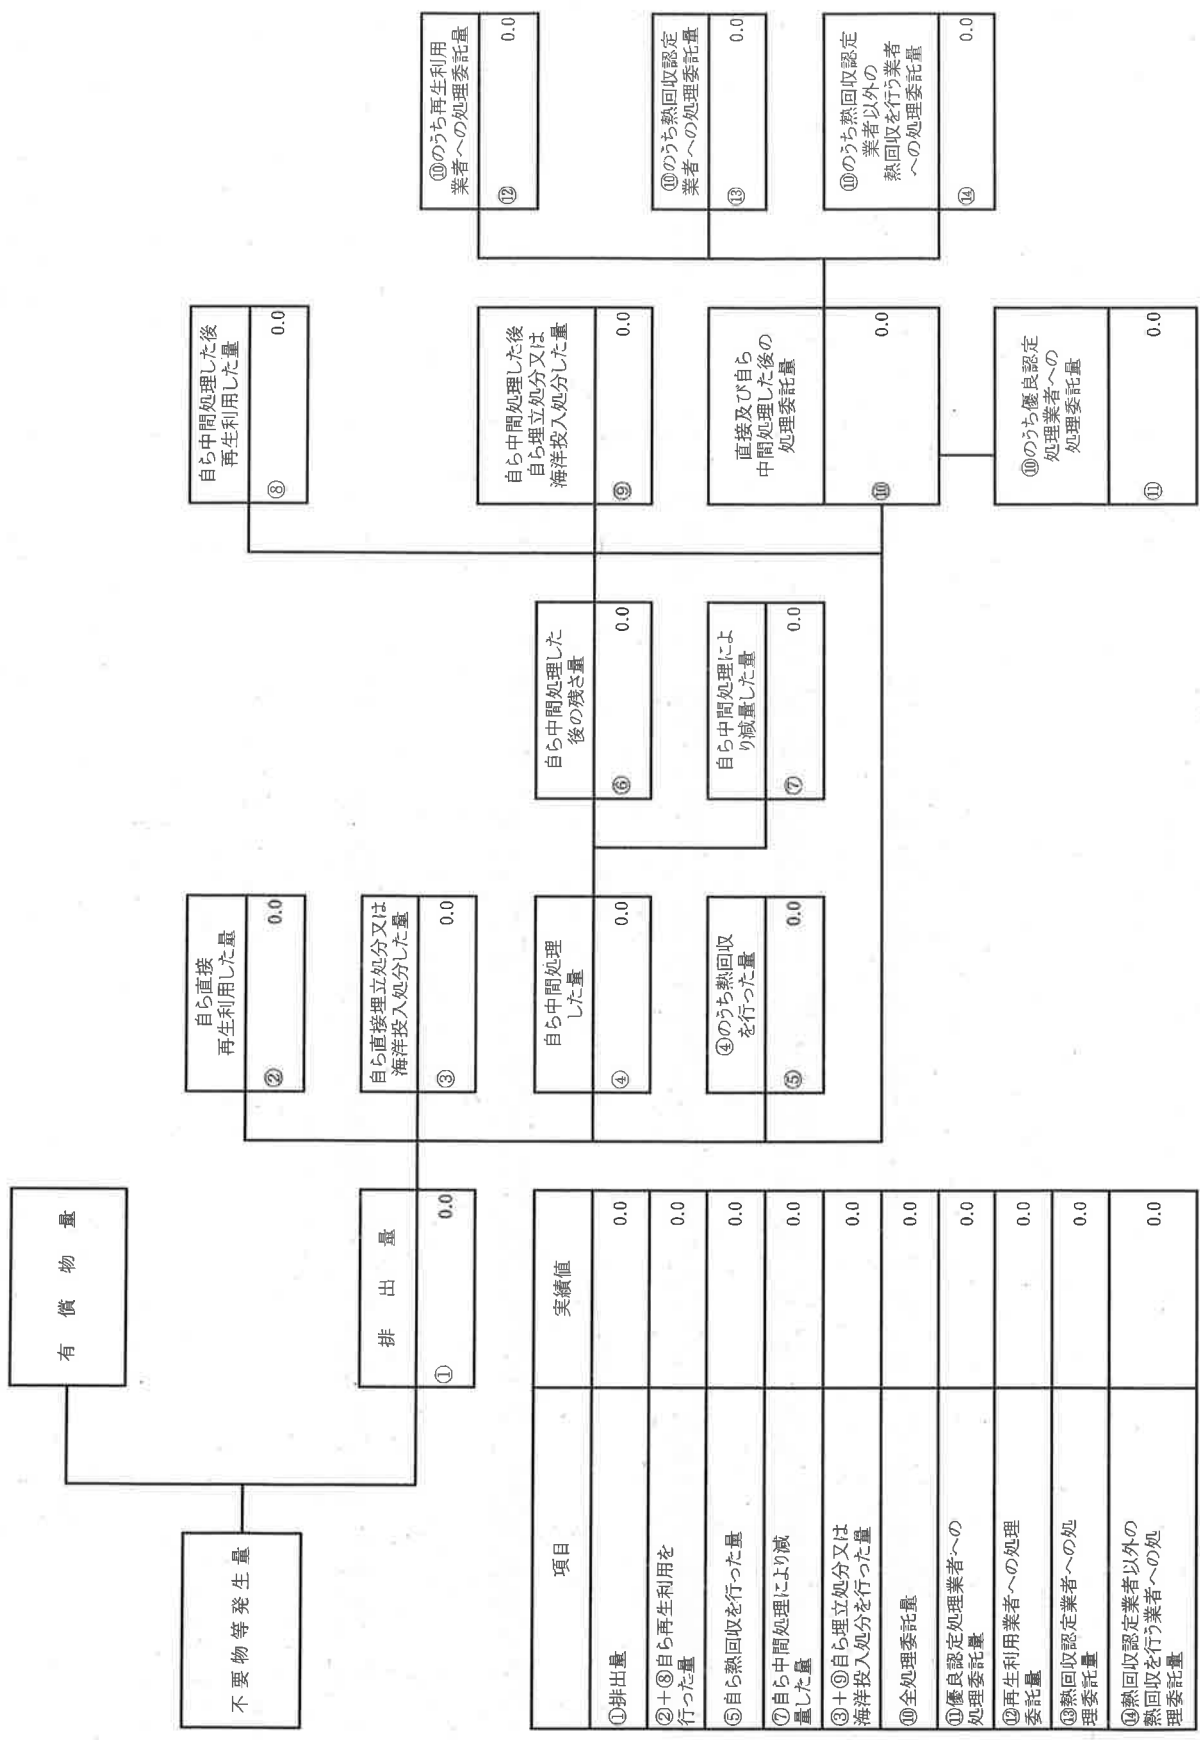 不要物等発生量
有償物量
排出量
① 0.0
自ら直接
再生利用した量
② 0.0
自ら直接埋立処分又は
海洋投入処分した量
③ 0.0
自ら中間処理
した量
④ 0.0
④のうち熱回収
を行った量
⑤ 0.0
自ら中間処理した
後の残さ量
⑥ 0.0
自ら中間処理によ
り減量した量
⑦ 0.0
自ら中間処理した後
再生利用した量
⑧ 0.0
自ら中間処理した後
自ら埋立処分又は
海洋投入処分した量
⑨ 0.0
直接及び自ら
中間処理した後の
処理委託量
⑩ 0.0
⑩のうち優良認定
処理業者への
処理委託量
⑪ 0.0
⑩のうち再生利用
業者への処理委託量
⑫ 0.0
⑩のうち熱回収認定
業者への処理委託量
⑬ 0.0
⑩のうち熱回収認定
業者以外の
熱回収を行う業者
への処理委託量
⑭ 0.0
項目 実績値
①排出量 0.0
②+⑧自ら再生利用を
行った量 0.0
⑤自ら熱回収を行った量 0.0
⑦自ら中間処理により減
量した量 0.0
③+⑨自ら埋立処分又は
海洋投入処分を行った量 0.0
⑩全処理委託量 0.0
⑪優良認定処理業者への
処理委託量 0.0
⑫再生利用業者への処理
委託量 0.0
⑬熱回収認定業者への処
理委託量 0.0
⑭熱回収認定業者以外の
熱回収を行う業者への処
理委託量 0.0